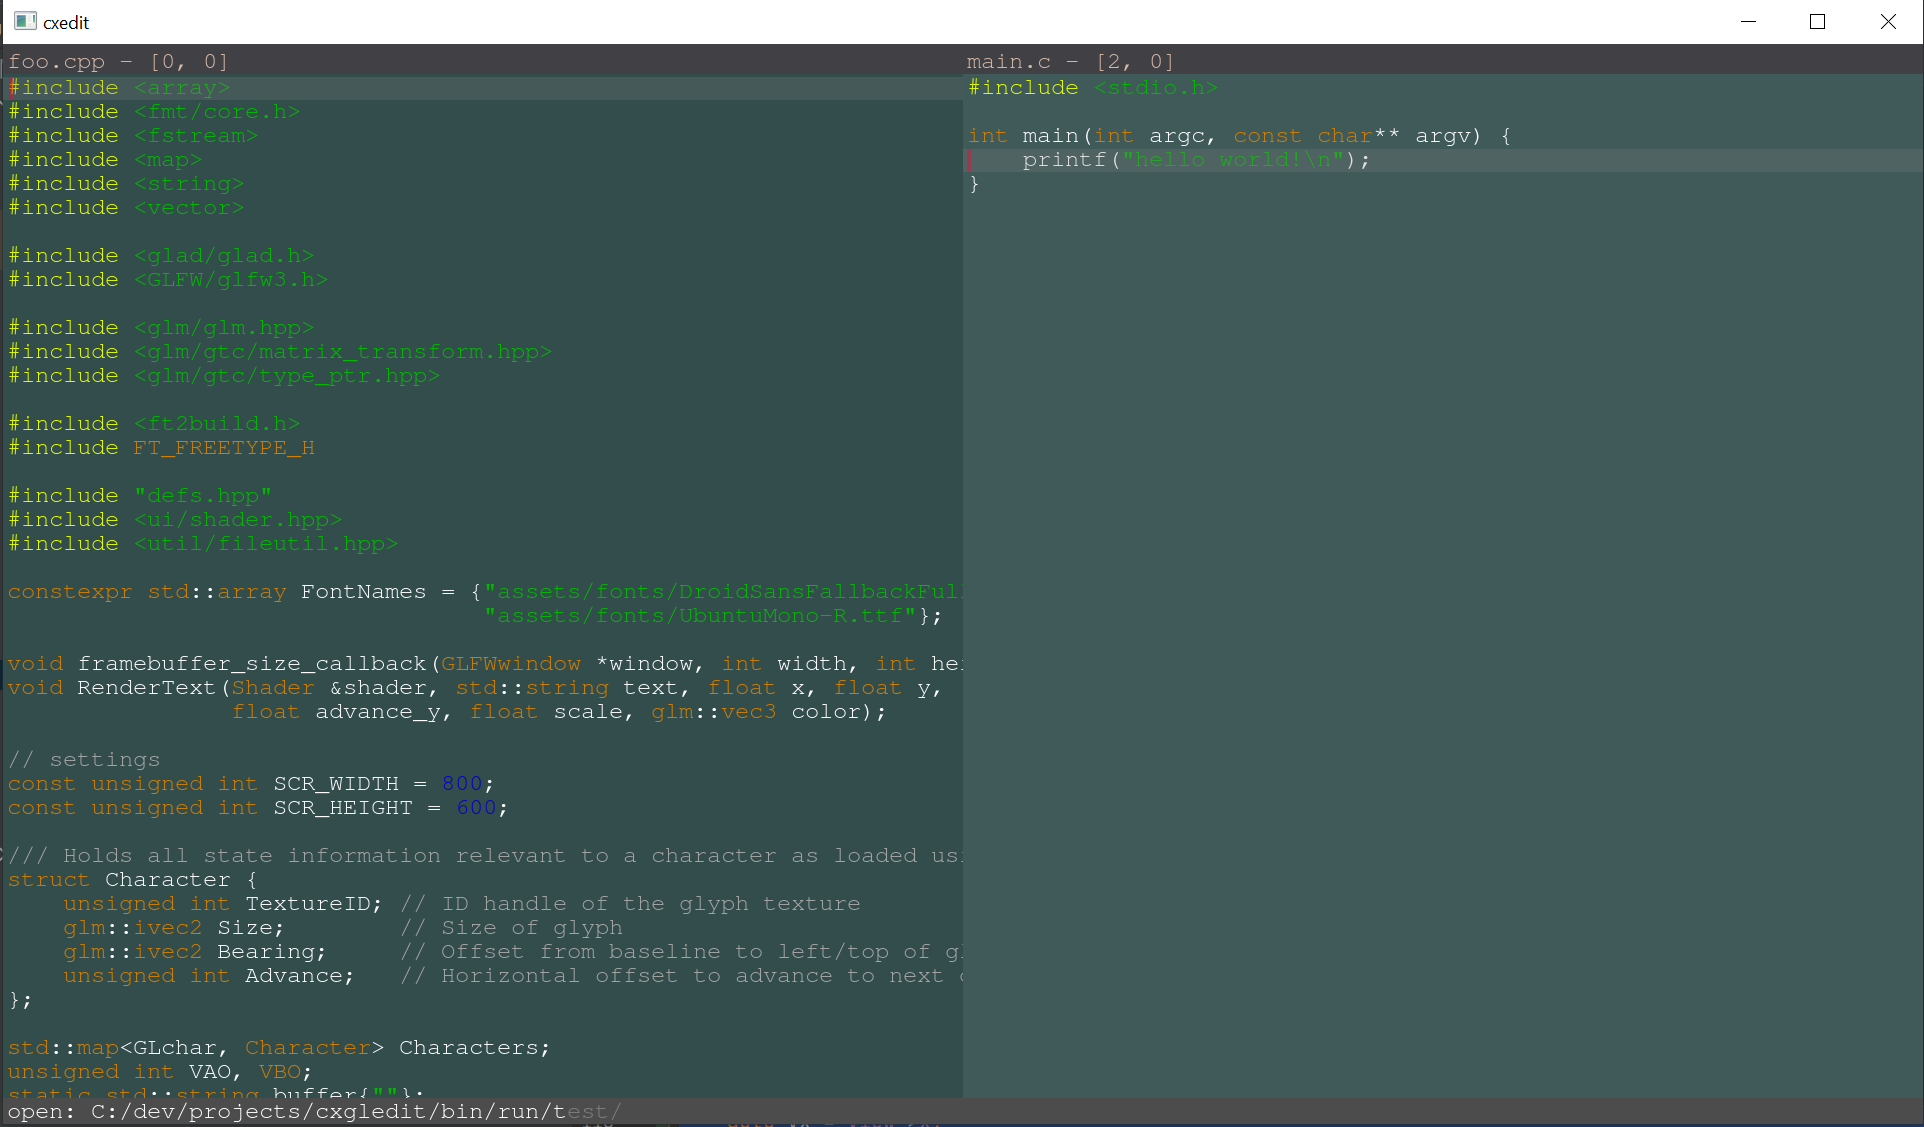 cxedit
foo.cpp - [0, 0]
#include <array>
#include <fmt/core.h>
#include <fstream>
#include <map>
#include <string>
#include <vector>
#include <glad/glad.h>
#include <GLFW/glfw3.h>
#include <glm/glm.hpp>
#include <glm/gtc/matrix_transform.hpp>
#include <glm/gtc/type_ptr.hpp>
#include <ft2build.h>
#include FT_FREETYPE_H
#include "defs.hpp"
#include <ui/shader.hpp>
#include <util/fileutil.hpp>
constexpr std::array FontNames = {"assets/fonts/DroidSansFallbackFull
"assets/fonts/UbuntuMono-R.ttf"};
void framebuffer_size_callback(GLFWwindow *window, int width, int hei
void RenderText(Shader &shader, std::string text, float x, float y,
float advance_y, float scale, glm::vec3 color);
// settings
const unsigned int SCR_WIDTH = 800;
const unsigned int SCR_HEIGHT = 600;
/// Holds all state information relevant to a character as loaded usi
struct Character {
unsigned int TextureID; // ID handle of the glyph texture
glm::ivec2 Size;        // Size of glyph
glm::ivec2 Bearing;     // Offset from baseline to left/top of gl
unsigned int Advance;   // Horizontal offset to advance to next
};
std::map<GLchar, Character> Characters;
unsigned int VAO, VBO;
static std::string buffer{""};
main.c - [2, 0]
#include <stdio.h>
int main(int argc, const char** argv) {
printf("hello world!\n");
}
open: C:/dev/projects/cxgledit/bin/run/test/